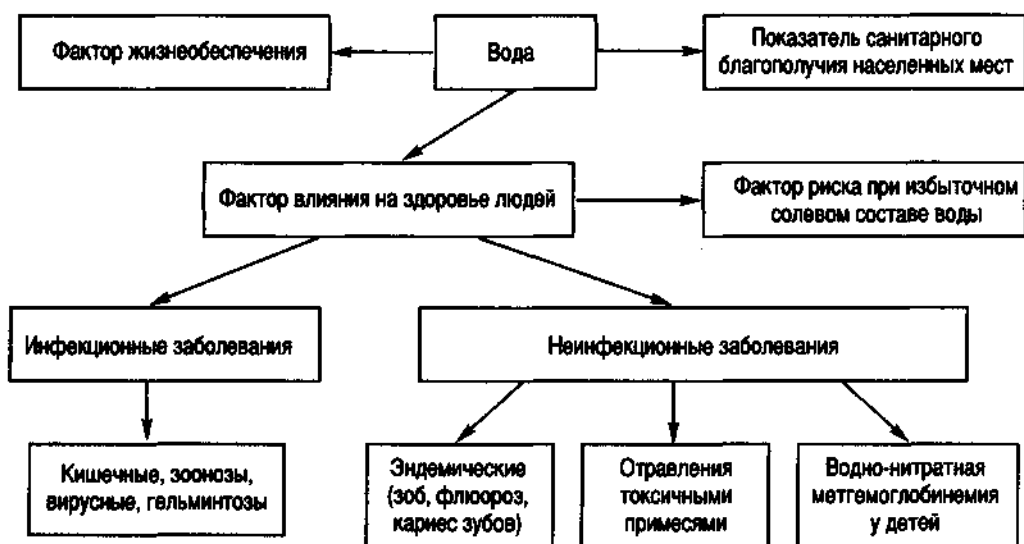 Фактор жизнеобеспечения
Вода
Показатель санитарного
благополучия населенных мест
Фактор влияния на здоровье людей
Фактор риска при избыточном
солевом составе воды
Инфекционные заболевания
Неинфекционные заболевания
Кишечные, зоонозы,
вирусные, гельминтозы
Эндемические
(зоб, флюороз,
кариес зубов)
Отравления
токсичными
примесями
Водно-нитратная
метгемоглобинемия
у детей